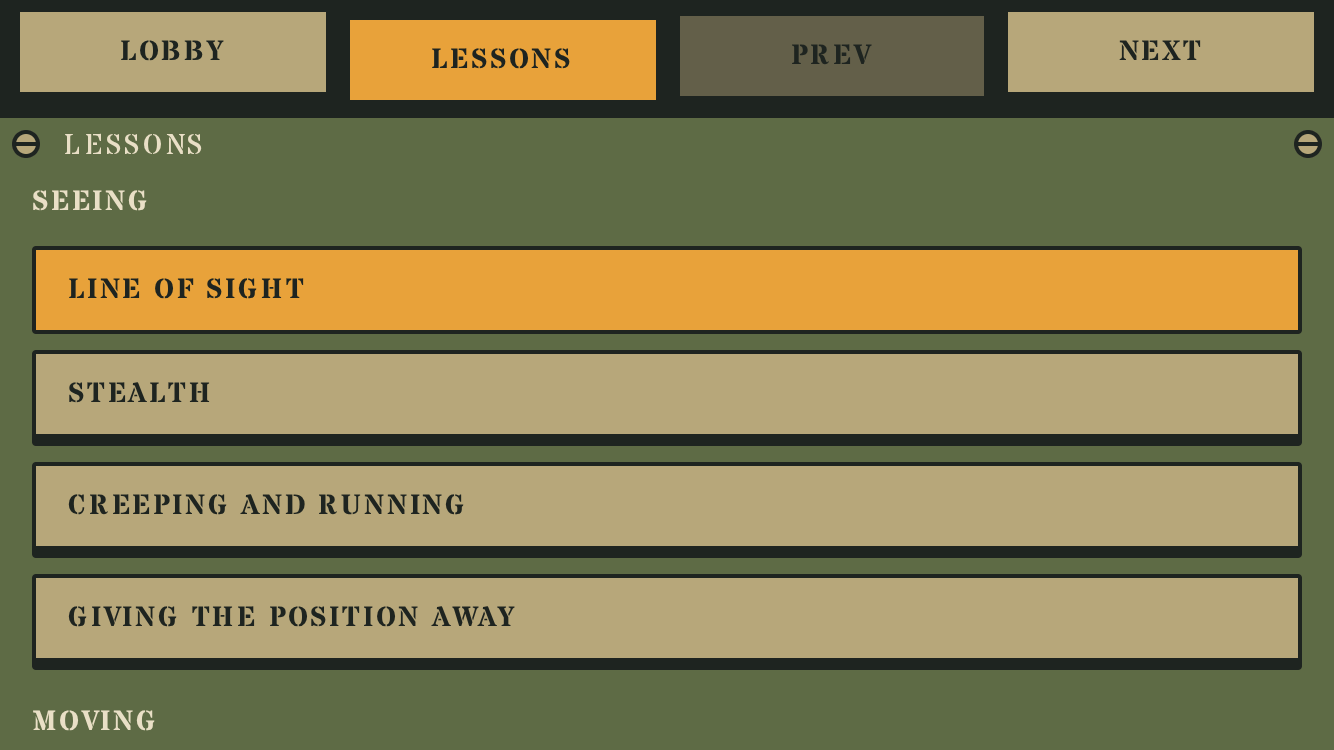 LOBBY
LESSONS
PREV
NEXT
LESSONS
SEEING
LINE OF SIGHT
STEALTH
CREEPING AND RUNNING
GIVING THE POSITION AWAY
MOVING